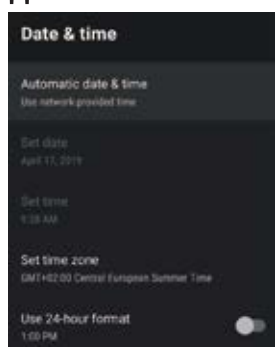 Date & time
Automatic date & time
Use network provided time
Set date
April 17, 2019
Set time
9:38 AM
Set time zone
GMT+02:00 Central European Summer Time
Use 24-hour format
1:00 PM